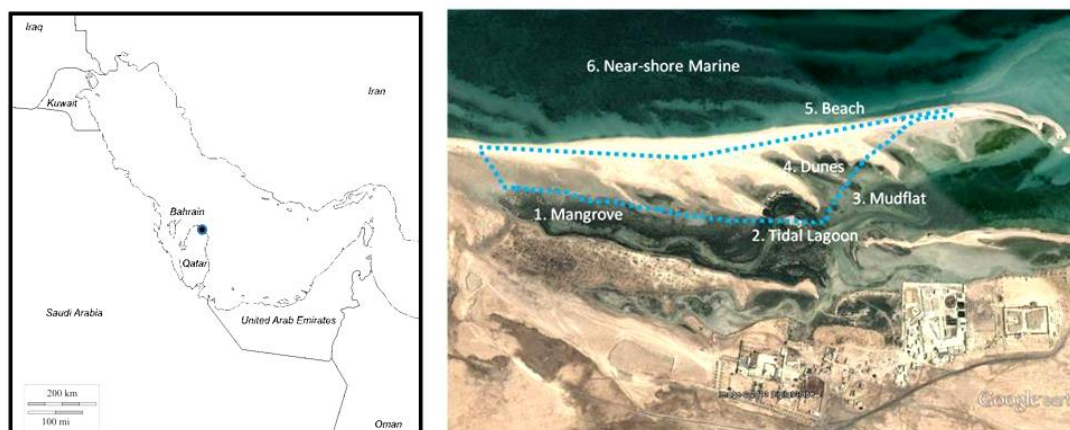 Iraq
Kuwait
Iran
Bahrain
Qatar
Saudi Arabia
United Arab Emirates
200 km
100 mi
Oman
6. Near-shore Marine
5. Beach
4. Dunes
3. Mudflat
1. Mangrove
2. Tidal Lagoon
Google earth